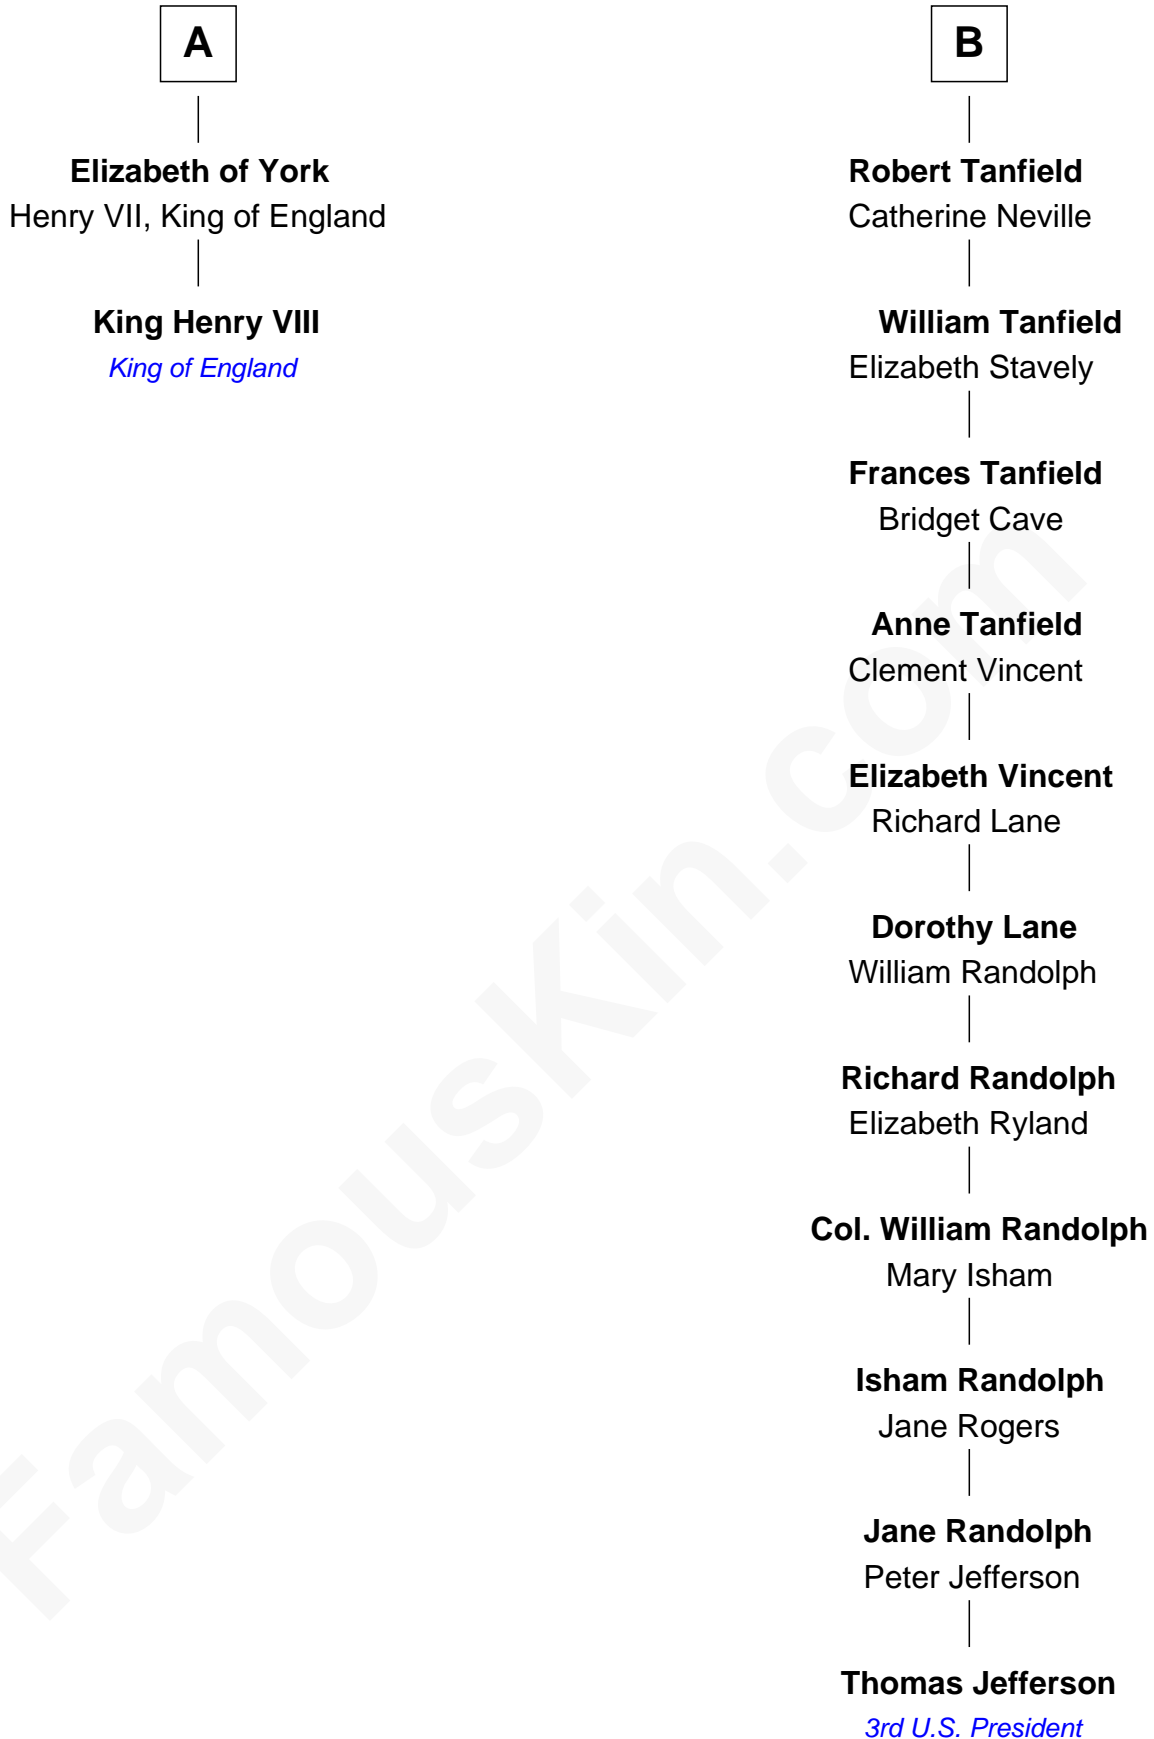 A
Elizabeth of York
Henry VII, King of England
King Henry VIII
King of England
B
Robert Tanfield
Catherine Neville
William Tanfield
Elizabeth Stavely
Frances Tanfield
Bridget Cave
Anne Tanfield
Clement Vincent
Elizabeth Vincent
Richard Lane
Dorothy Lane
William Randolph
Richard Randolph
Elizabeth Ryland
Col. William Randolph
Mary Isham
Isham Randolph
Jane Rogers
Jane Randolph
Peter Jefferson
Thomas Jefferson
3rd U.S. President
FamousKin.com